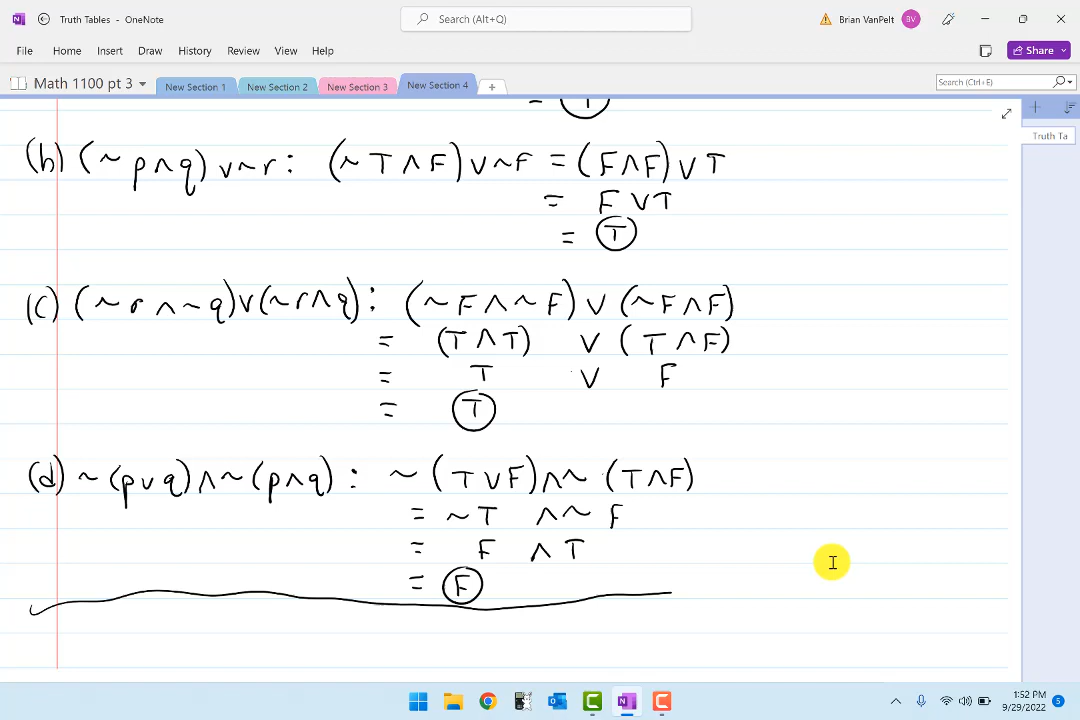 Truth Tables - OneNote
Search (Alt+Q)
Brian VanPelt
BV
File Home Insert Draw History Review View Help
Share
Math 1100 pt 3
New Section 1 New Section 2 New Section 3 New Section 4 +
Search (Ctrl+E)
= T
Truth Ta
(b) (~p∧q) ∨~r: (~T∧F)∨~F = (F∧F)∨T
= F∨T
= T
(c) (~r∧~q)∨(~r∧q): (~F∧~F)∨(~F∧F)
= (T∧T) ∨ (T∧F)
= T ∨ F
= T
(d) ~(p∨q)∧~(p∧q): ~(T∨F)∧~(T∧F)
= ~T ∧~F
= F ∧ T
= F
1:52 PM
9/29/2022
5